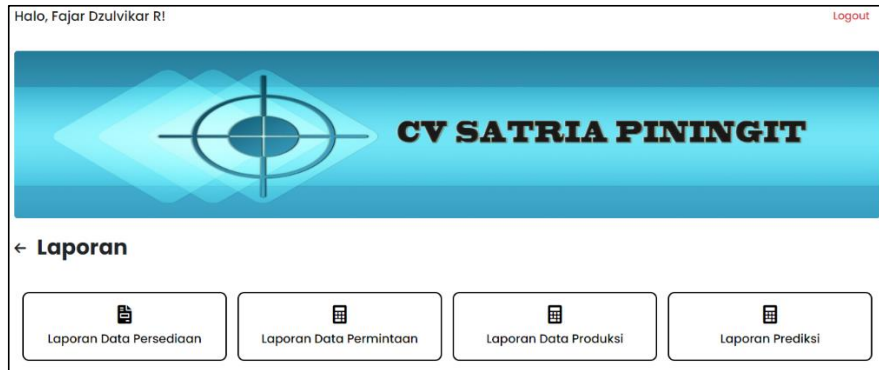 Halo, Fajar Dzulvikar R!
Logout
CV SATRIA PININGIT
← Laporan
Laporan Data Persediaan
Laporan Data Permintaan
Laporan Data Produksi
Laporan Prediksi